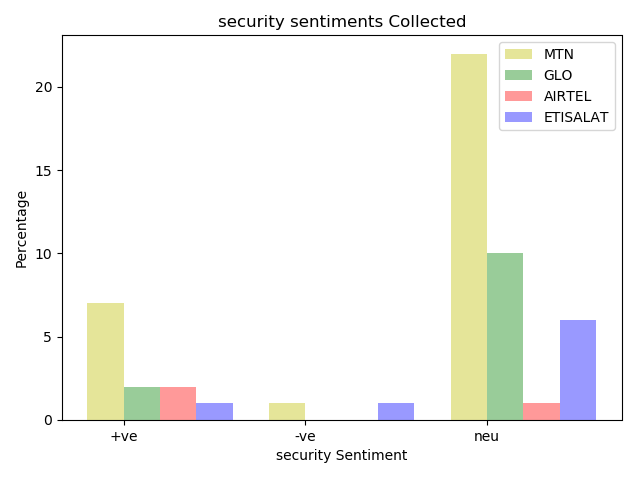 security sentiments Collected
MTN
GLO
AIRTEL
ETISALAT
Percentage
20
15
10
5
0
+ve
-ve
neu
security Sentiment